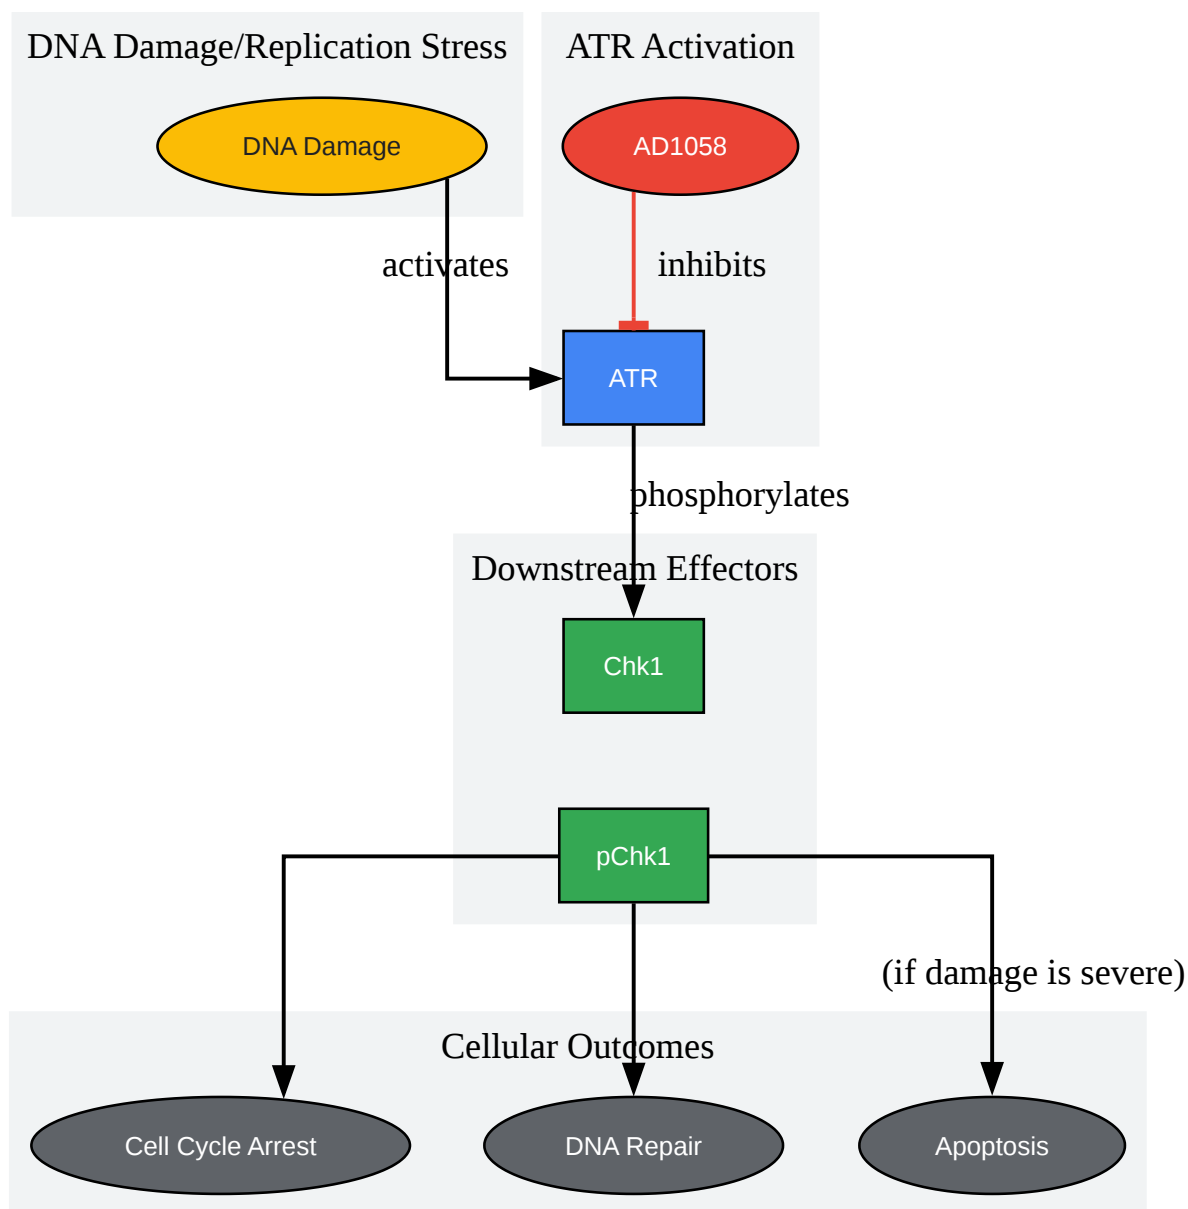 DNA Damage/Replication Stress
ATR Activation
DNA Damage
AD1058
activates
inhibits
ATR
phosphorylates
Downstream Effectors
Chk1
pChk1
(if damage is severe)
Cellular Outcomes
Cell Cycle Arrest
DNA Repair
Apoptosis